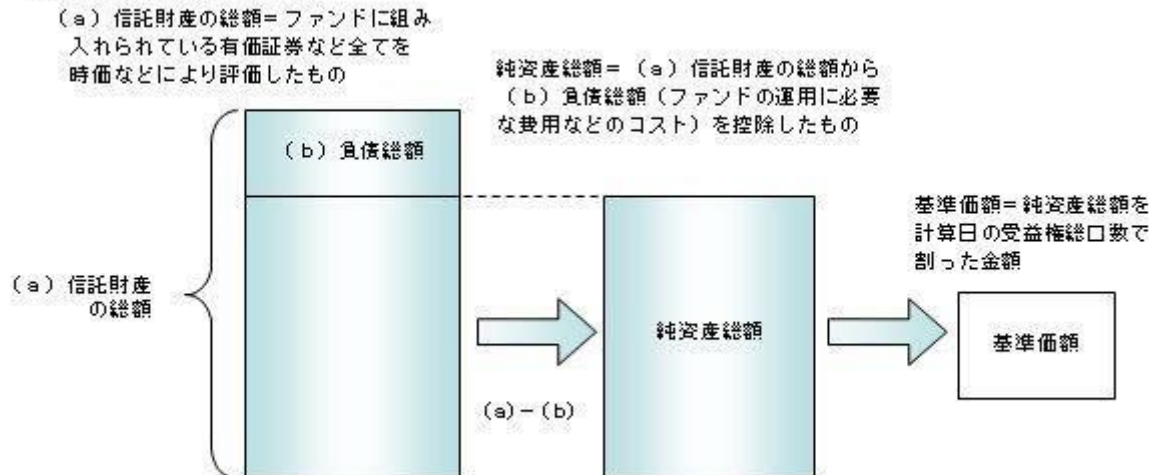 （a）信託財産の総額＝ファンドに組み
入れられている有価証券など全てを
時価などにより評価したもの
純資産総額＝（a）信託財産の総額から
（b）負債総額（ファンドの運用に必要
な費用などのコスト）を控除したもの
（b）負債総額
基準価額＝純資産総額を
計算日の受益権総口数で
割った金額
（a）信託財産
の総額
純資産総額
基準価額
（a）－（b）